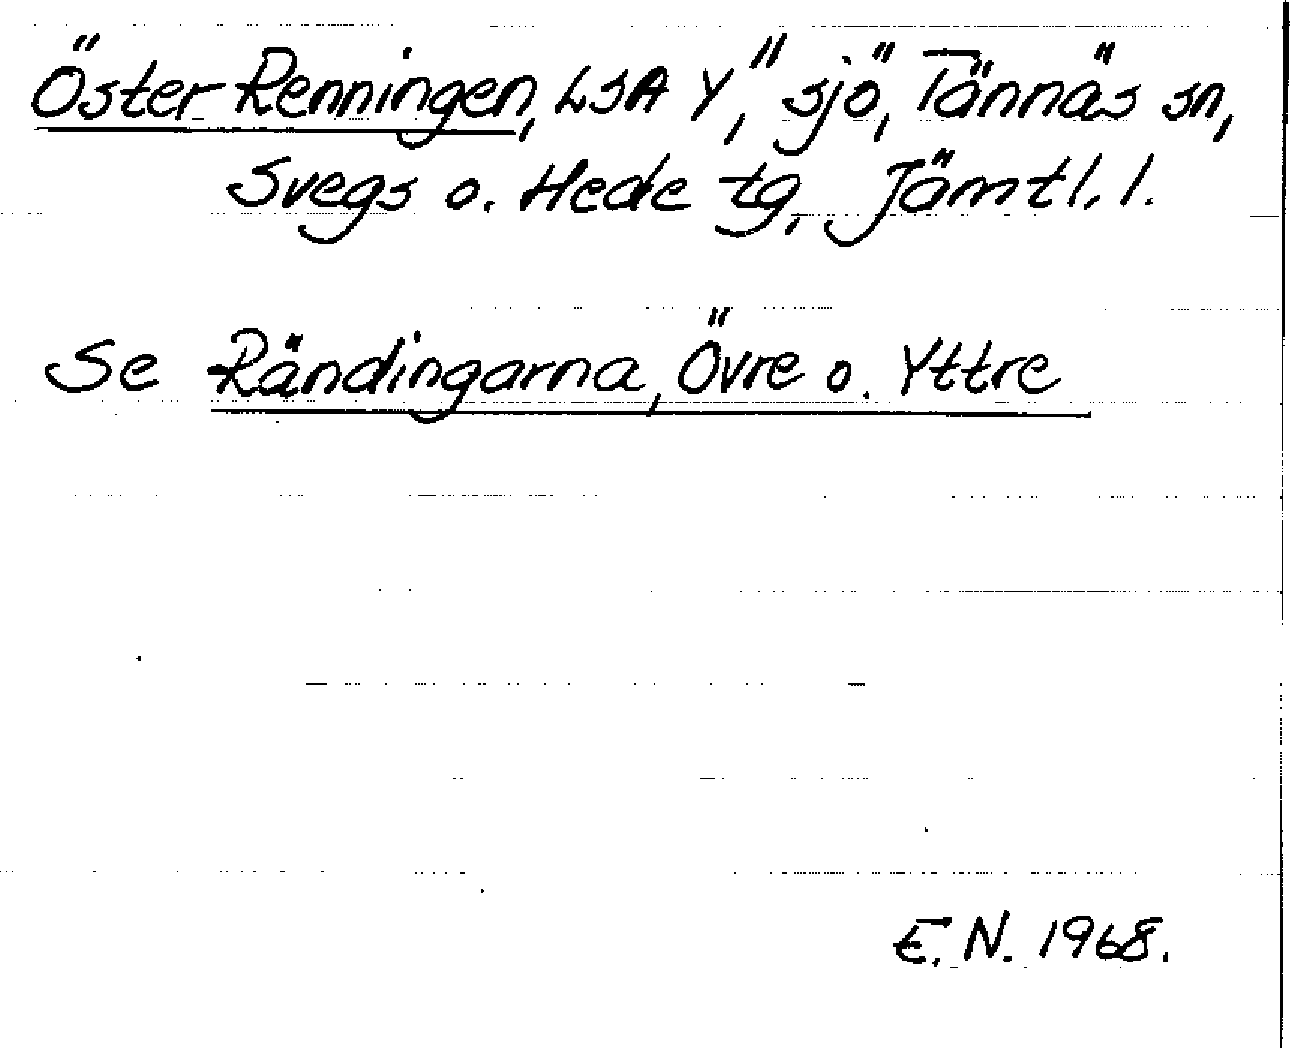 Öster-Renningen, LSA Y, "sjö", Tännäs sn,
Svegs o. Hede tg, Jämtl. l.
Se Rändingarna, Övre o. Yttre
E. N. 1968.